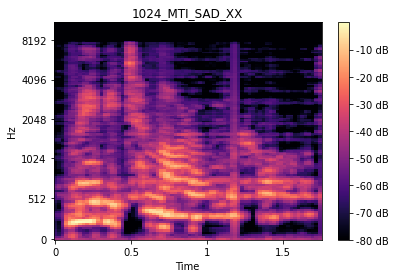 1024_MTI_SAD_XX
8192
4096
2048
1024
512
0
Hz
0
0.5
1
1.5
Time
-10 dB
-20 dB
-30 dB
-40 dB
-50 dB
-60 dB
-70 dB
-80 dB